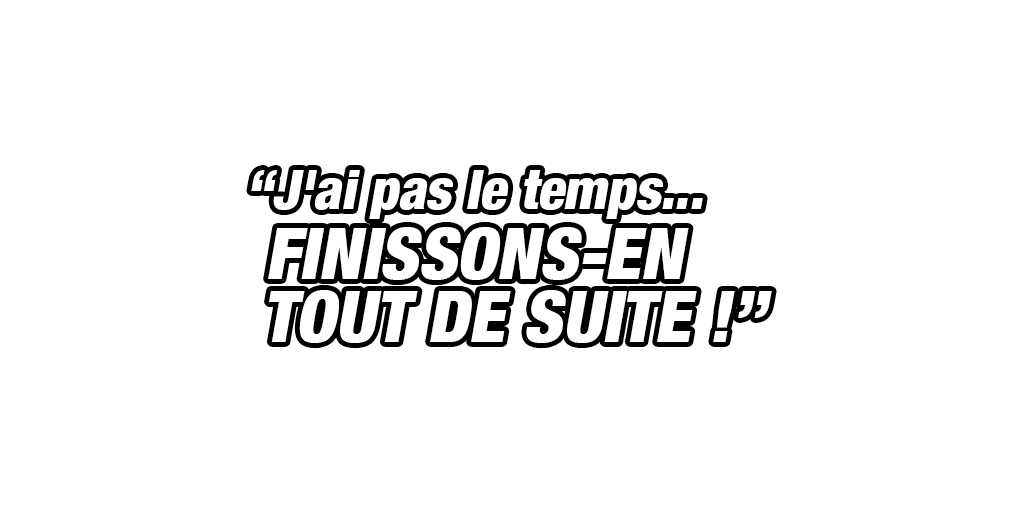 “J'ai pas le temps...
FINISSONS-EN
TOUT DE SUITE !”